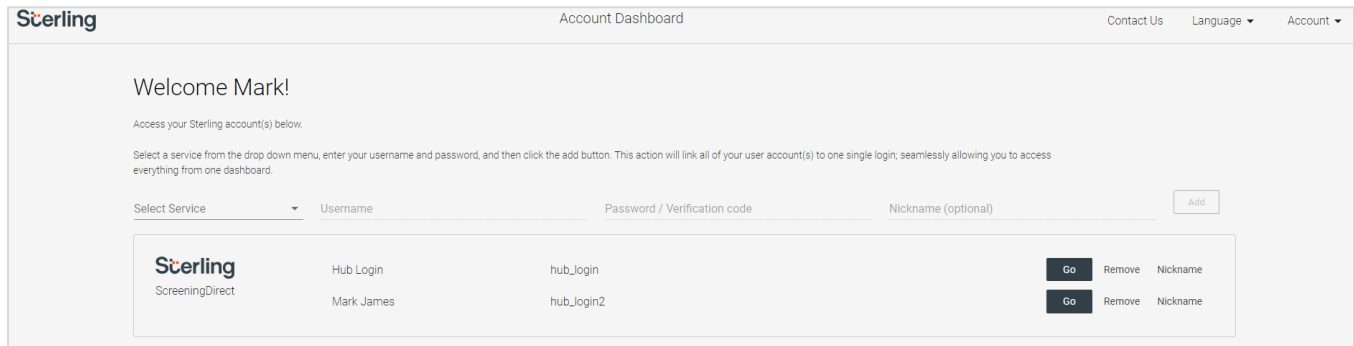 Sterling Account Dashboard Contact Us Language Account
Welcome Mark!
Access your Sterling account(s) below.
Select a service from the drop down menu, enter your username and password, and then click the add button. This action will link all of your user account(s) to one single login; seamlessly allowing you to access
everything from one dashboard.
Select Service Username Password / Verification code Nickname (optional) Add
Sterling
ScreeningDirect
Hub Login hub_login Go Remove Nickname
Mark James hub_login2 Go Remove Nickname